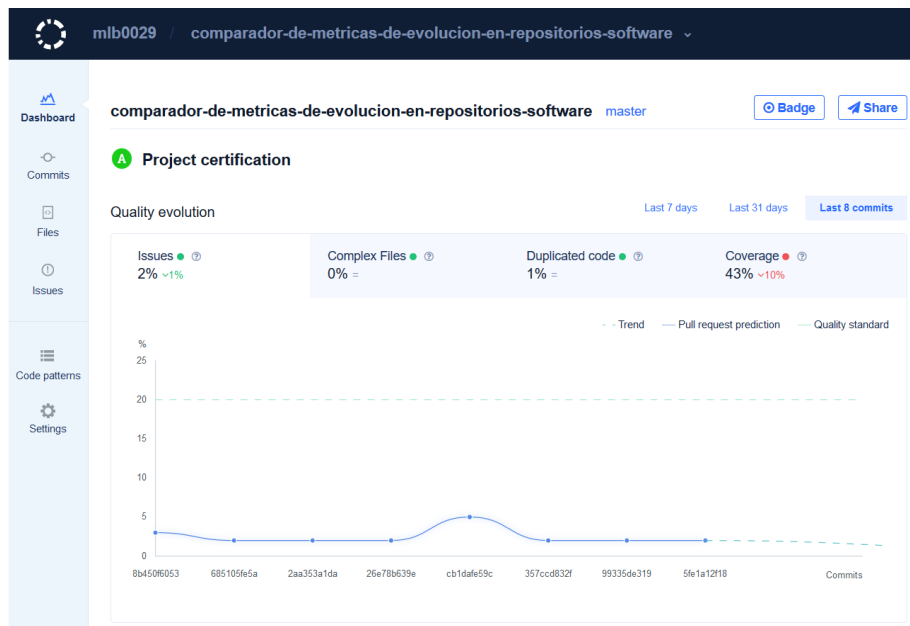 mlb0029 / comparador-de-metricas-de-evolucion-en-repositorios-software
Dashboard
Commits
Files
Issues
Code patterns
Settings
comparador-de-metricas-de-evolucion-en-repositorios-software master
Badge
Share
A Project certification
Quality evolution
Last 7 days
Last 31 days
Last 8 commits
Issues
2% 1%
Complex Files
0% =
Duplicated code
1% =
Coverage
43% 10%
Trend
Pull request prediction
Quality standard
%
25
20
15
10
5
0
8b450f6053
685105fe5a
2aa353a1da
26e78b639e
cb1dafe59c
357ccd832f
99335de319
5fe1a12f18
Commits